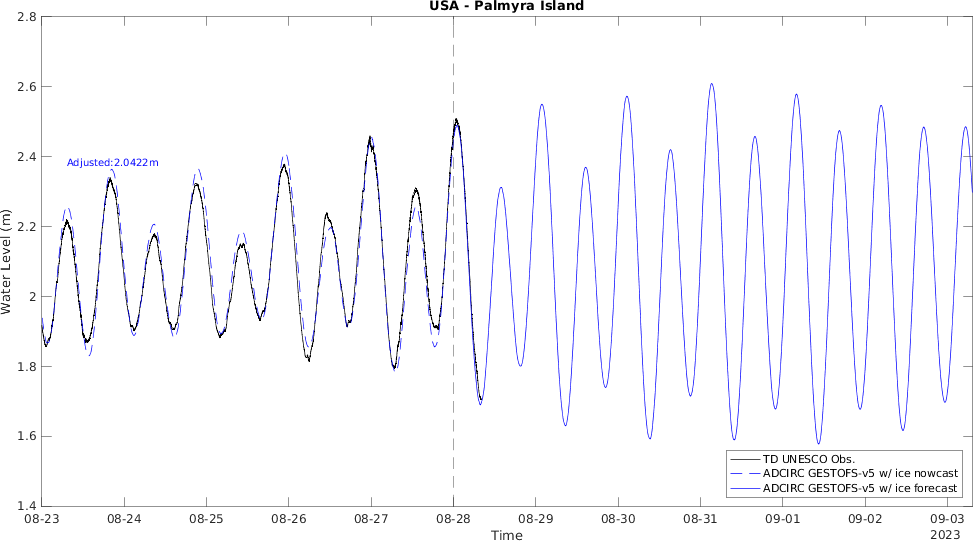 USA - Palmyra Island
2.8
2.6
2.4
2.2
2
1.8
1.6
1.4
Water Level (m)
Adjusted:2.0422m
TD UNESCO Obs.
ADCIRC GESTOFS-v5 w/ ice nowcast
ADCIRC GESTOFS-v5 w/ ice forecast
08-23 08-24 08-25 08-26 08-27 08-28 08-29 08-30 08-31 09-01 09-02 09-03
2023
Time